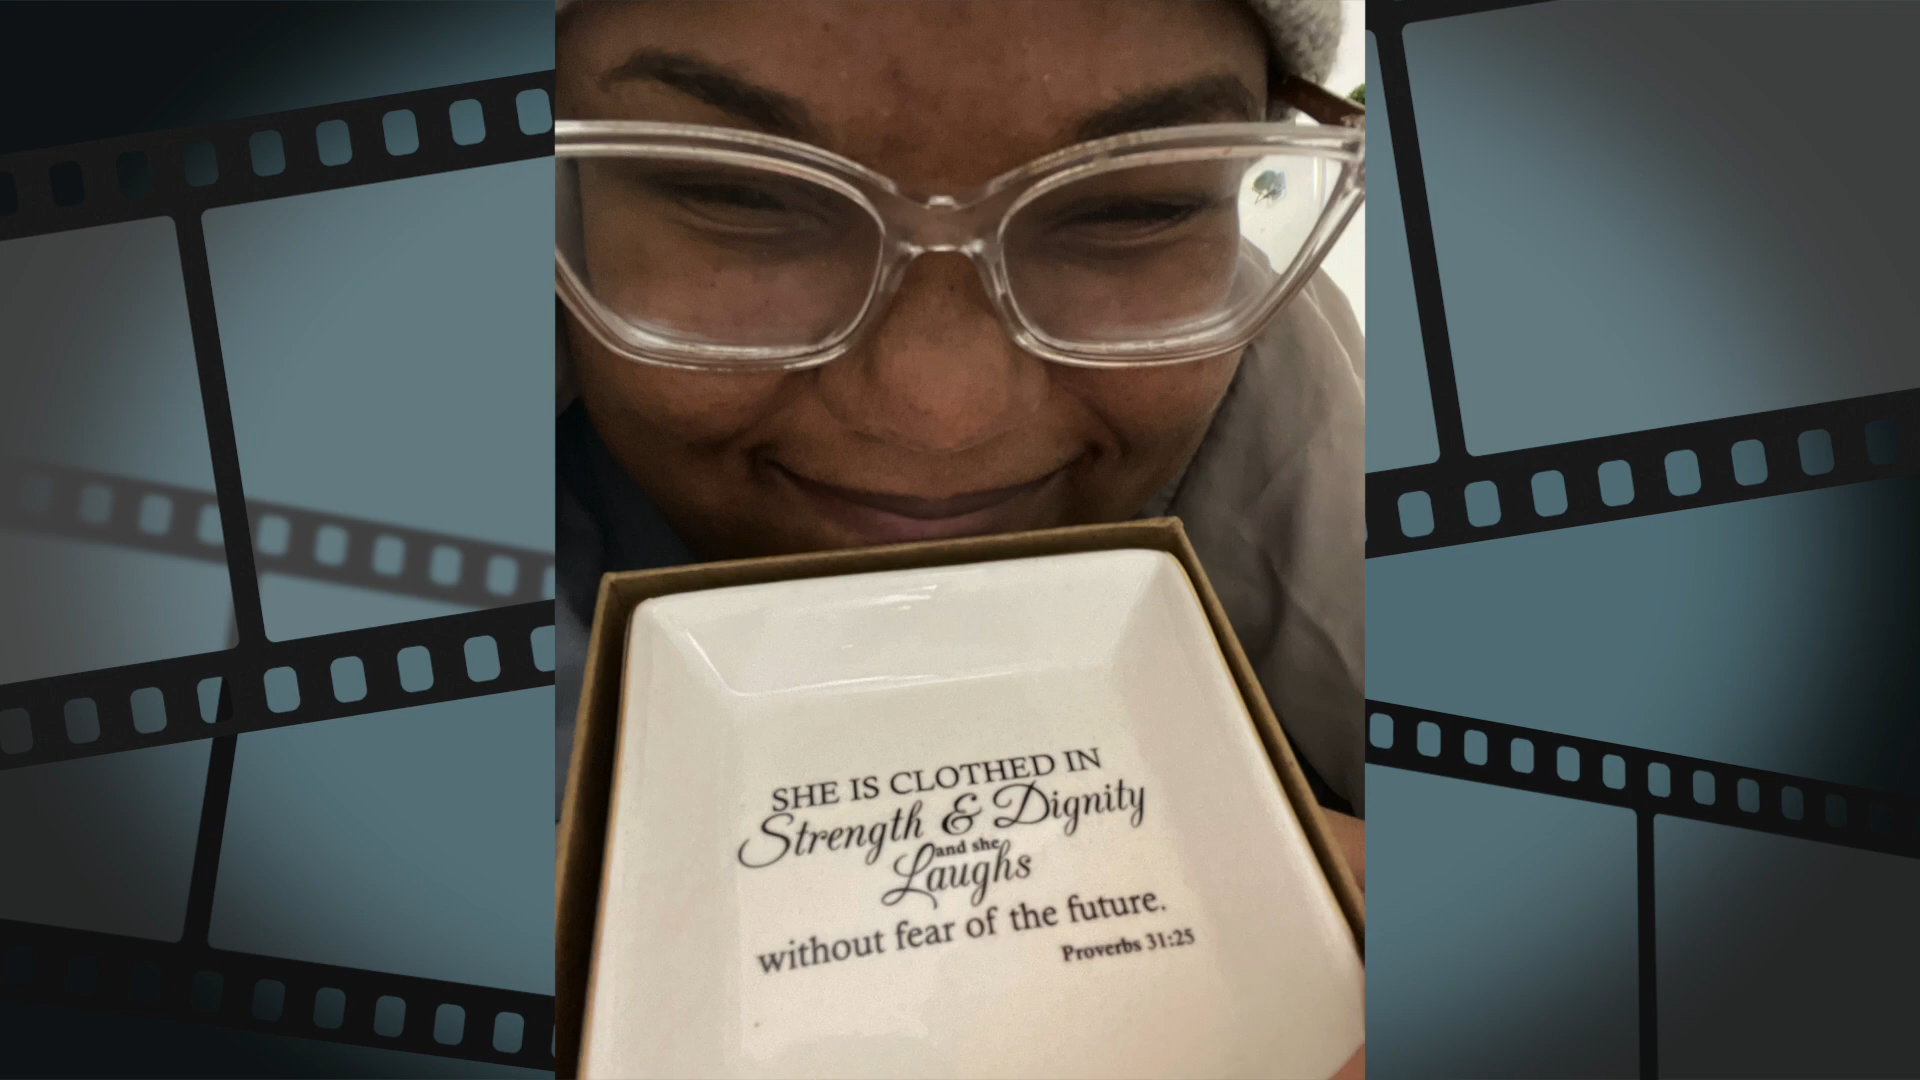 SHE IS CLOTHED IN
Strength & Dignity
and she
Laughs
without fear of the future.
Proverbs 31:25